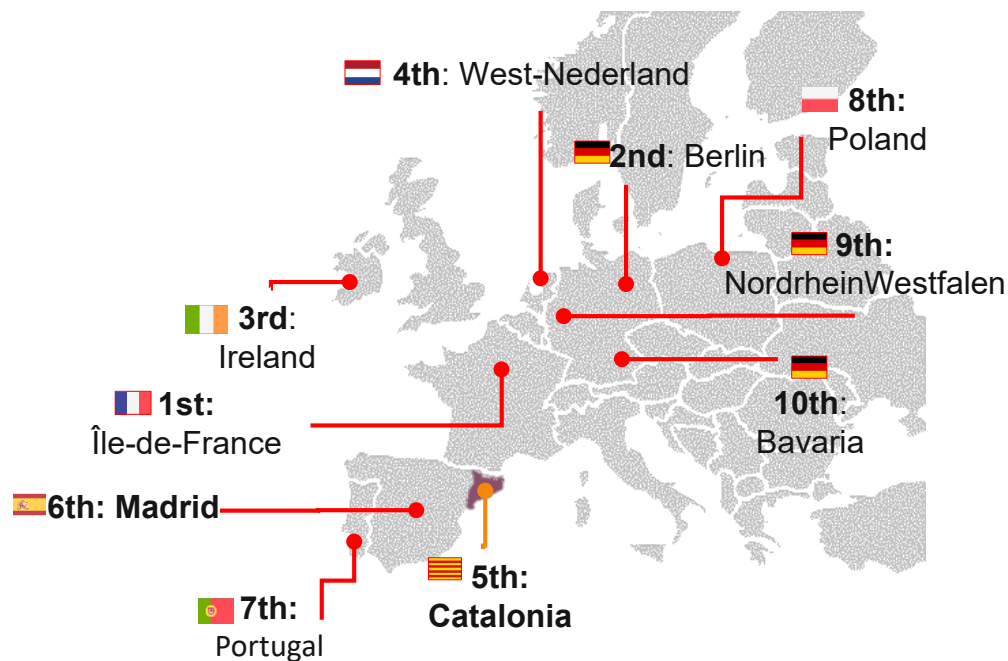 4th: West-Nederland
8th:
Poland
2nd: Berlin
9th:
NordrheinWestfalen
3rd:
Ireland
1st:
Île-de-France
10th:
Bavaria
6th: Madrid
5th:
Catalonia
7th:
Portugal